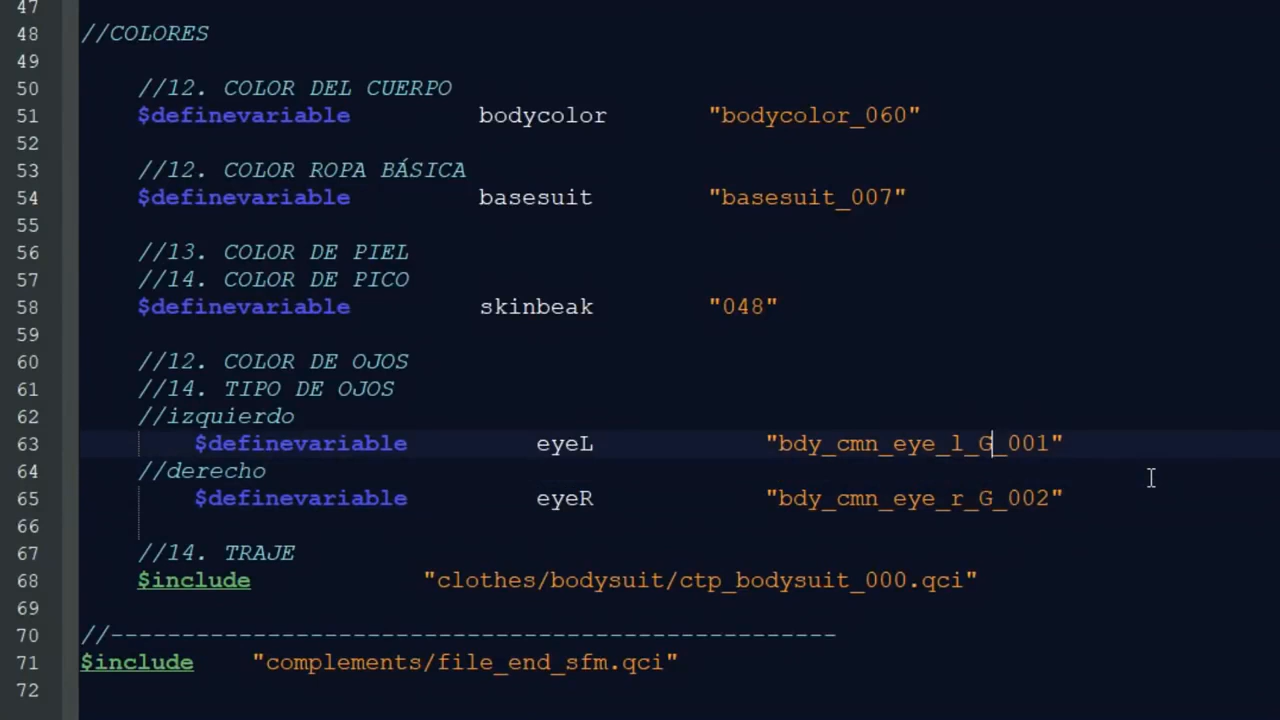 47
48 //COLORES
49
50 //12. COLOR DEL CUERPO
51 $definevariable bodycolor "bodycolor_060"
52
53 //12. COLOR ROPA BÁSICA
54 $definevariable basesuit "basesuit_007"
55
56 //13. COLOR DE PIEL
57 //14. COLOR DE PICO
58 $definevariable skinbeak "048"
59
60 //12. COLOR DE OJOS
61 //14. TIPO DE OJOS
62 //izquierdo
63 $definevariable eyeL "bdy_cmn_eye_l_G_001"
64 //derecho
65 $definevariable eyeR "bdy_cmn_eye_r_G_002"
66
67 //14. TRAJE
68 $include "clothes/bodysuit/ctp_bodysuit_000.qci"
69
70 //---------------------------------------------------
71 $include "complements/file_end_sfm.qci"
72